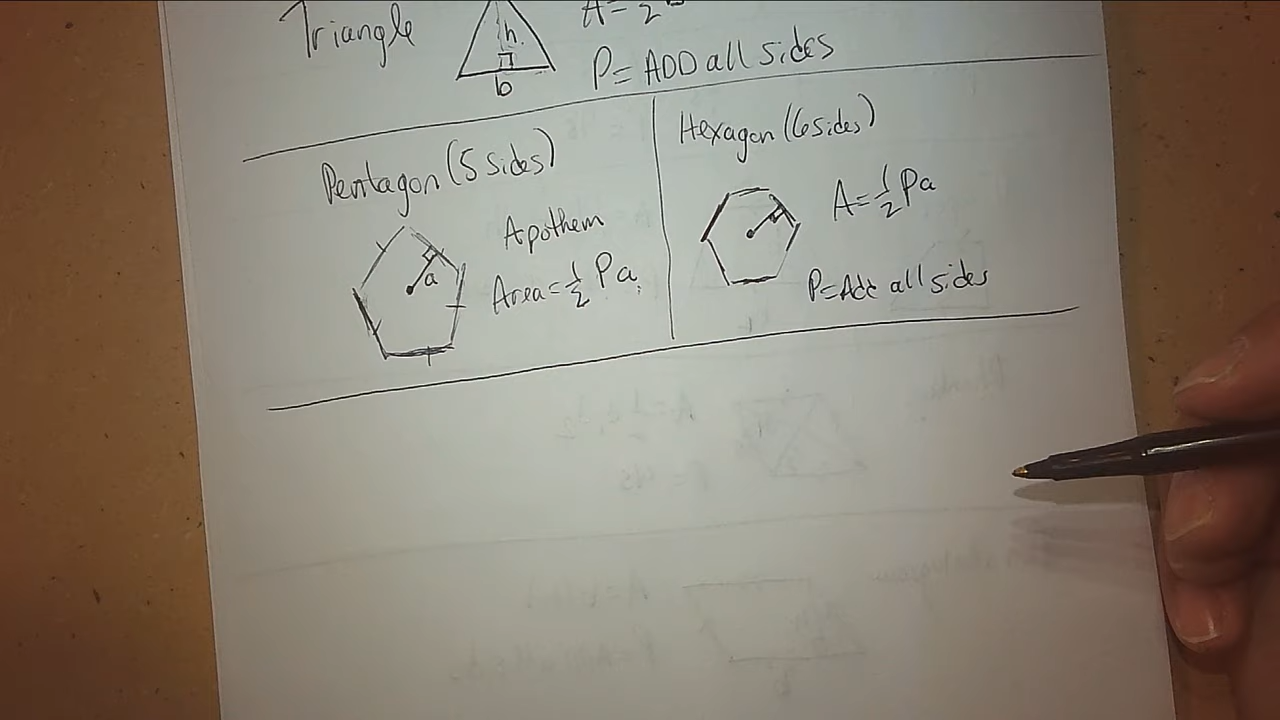 Triangle
h
b
P= ADD all sides
Pentagon (5 sides)
a
Apothem
Area = 1/2 Pa
Hexagon (6 sides)
A = 1/2 Pa
P= Add all sides